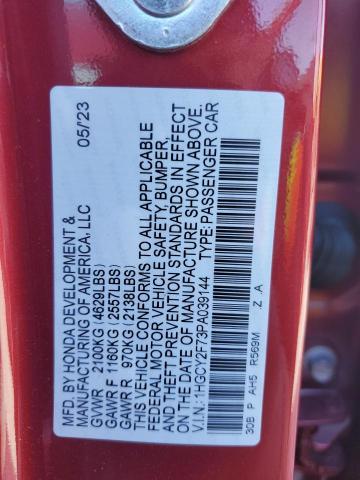 MFD. BY HONDA DEVELOPMENT & 05/23
MANUFACTURING OF AMERICA, LLC
GVWR 2100KG (4629LBS)
GAWR F 1160KG (2557LBS)
GAWR R 970KG (2138LBS)
THIS VEHICLE CONFORMS TO ALL APPLICABLE
FEDERAL MOTOR VEHICLE SAFETY, BUMPER,
AND THEFT PREVENTION STANDARDS IN EFFECT
ON THE DATE OF MANUFACTURE SHOWN ABOVE.
V.I.N.: 1HGCY2F73PA039144 TYPE: PASSENGER CAR
30B P AH5 R569M Z A